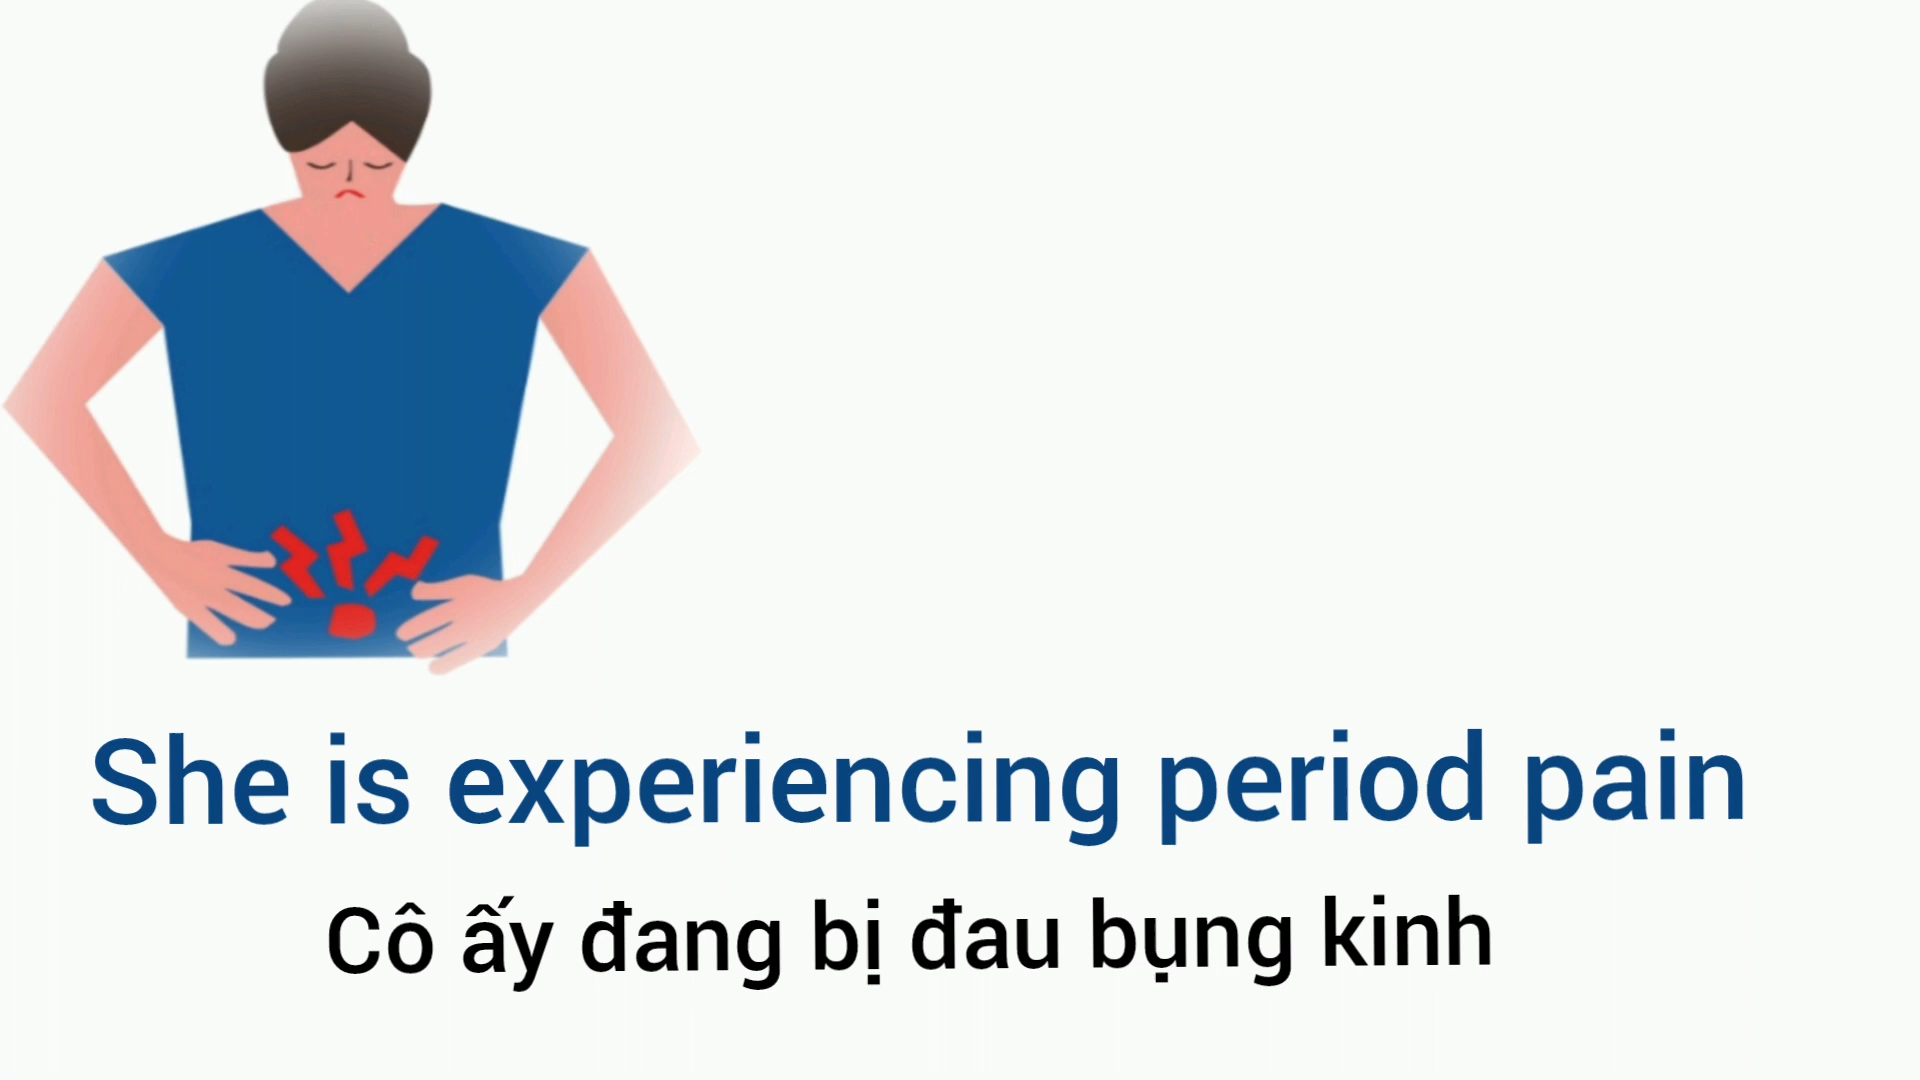 She is experiencing period pain
Cô ấy đang bị đau bụng kinh